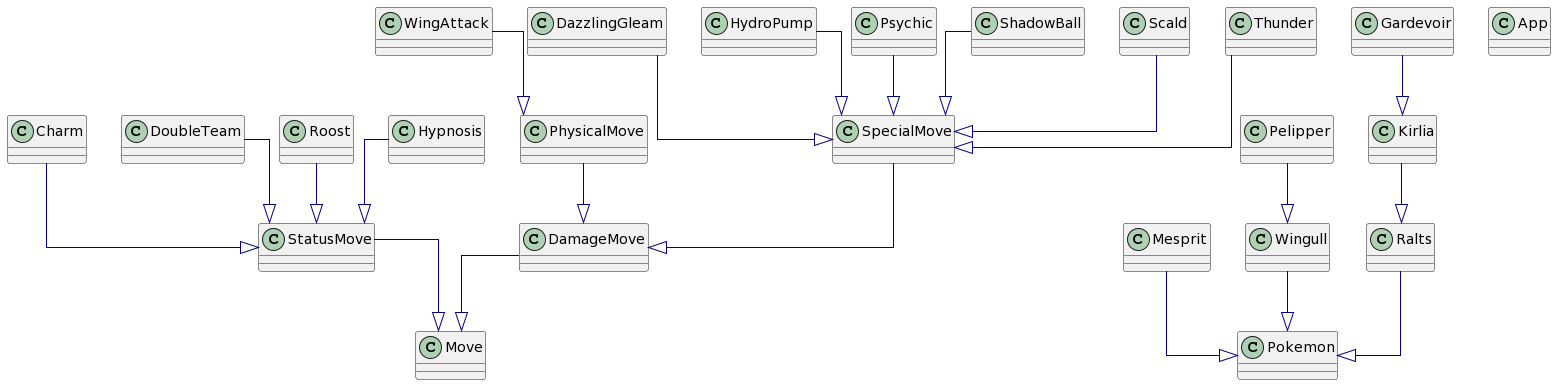 C WingAttack
C DazzlingGleam
C HydroPump
C Psychic
C ShadowBall
C Scald
C Thunder
C Gardevoir
C App
C Charm
C DoubleTeam
C Roost
C Hypnosis
C PhysicalMove
C SpecialMove
C Pelipper
C Kirlia
C StatusMove
C DamageMove
C Mesprit
C Wingull
C Ralts
C Move
C Pokemon